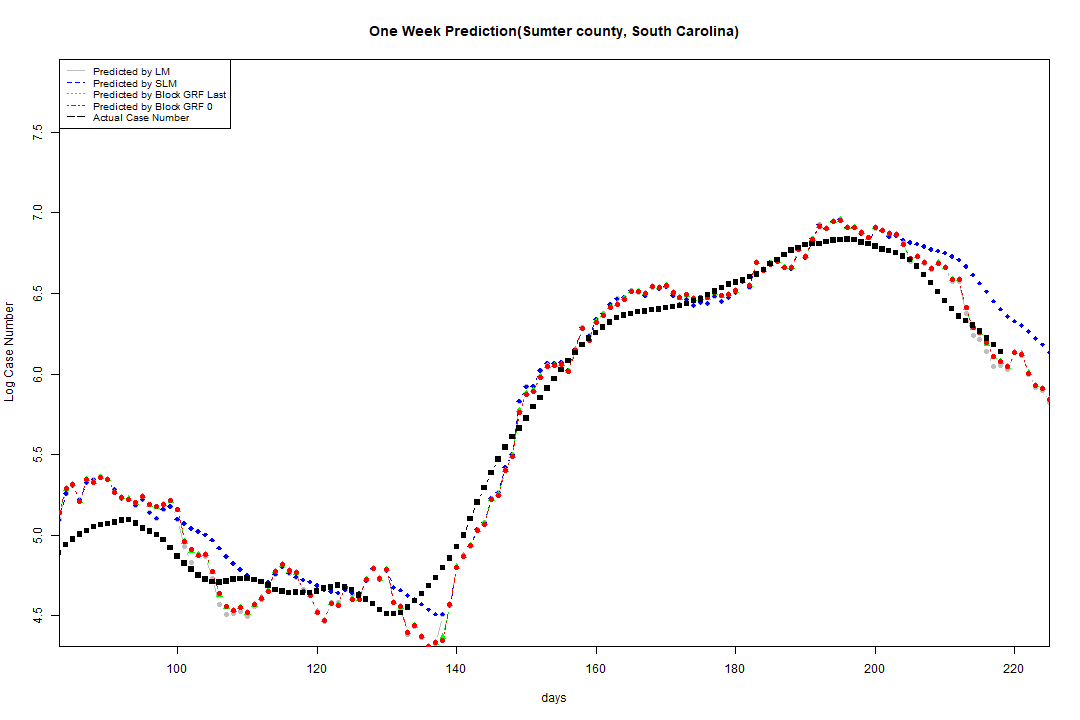 One Week Prediction(Sumter county, South Carolina)
Predicted by LM
Predicted by SLM
Predicted by Block GRF Last
Predicted by Block GRF 0
Actual Case Number
7.5
7.0
6.5
6.0
5.5
5.0
4.5
Log Case Number
100 120 140 160 180 200 220
days